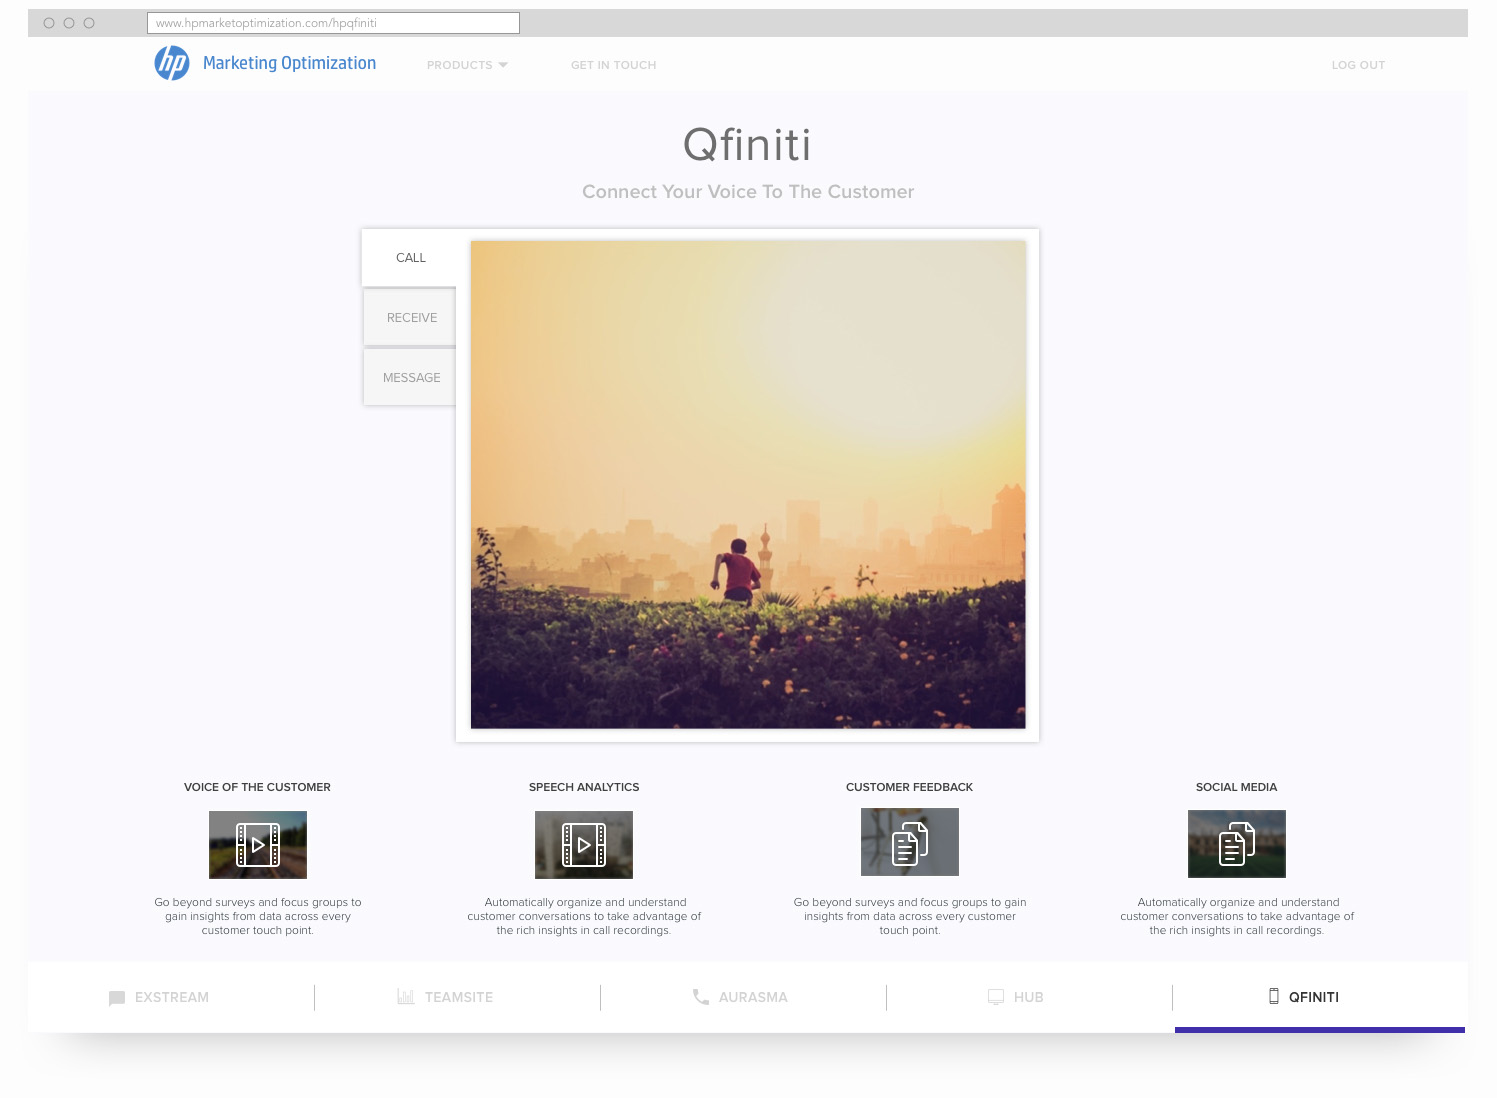 www.hpmarketoptimization.com/hpqfiniti
hp Marketing Optimization PRODUCTS GET IN TOUCH LOG OUT
Qfiniti
Connect Your Voice To The Customer
CALL
RECEIVE
MESSAGE
VOICE OF THE CUSTOMER
Go beyond surveys and focus groups to
gain insights from data across every
customer touch point.
SPEECH ANALYTICS
Automatically organize and understand
customer conversations to take advantage of
the rich insights in call recordings.
CUSTOMER FEEDBACK
Go beyond surveys and focus groups to gain
insights from data across every customer
touch point.
SOCIAL MEDIA
Automatically organize and understand
customer conversations to take advantage of
the rich insights in call recordings.
EXSTREAM TEAMSITE AURASMA HUB QFINITI